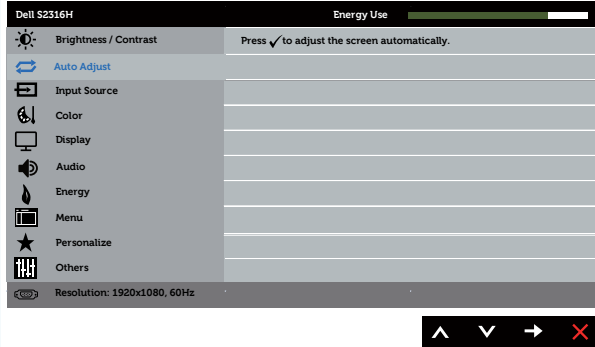 Dell S2316H Energy Use
Brightness / Contrast Press ✓ to adjust the screen automatically.
Auto Adjust
Input Source
Color
Display
Audio
Energy
Menu
Personalize
Others
Resolution: 1920x1080, 60Hz